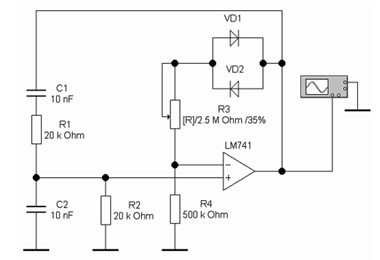 VD1
VD2
C1
10 nF
R3
[R]/2.5 M Ohm /35%
R1
20 k Ohm
LM741
−
+
C2
10 nF
R2
20 k Ohm
R4
500 k Ohm